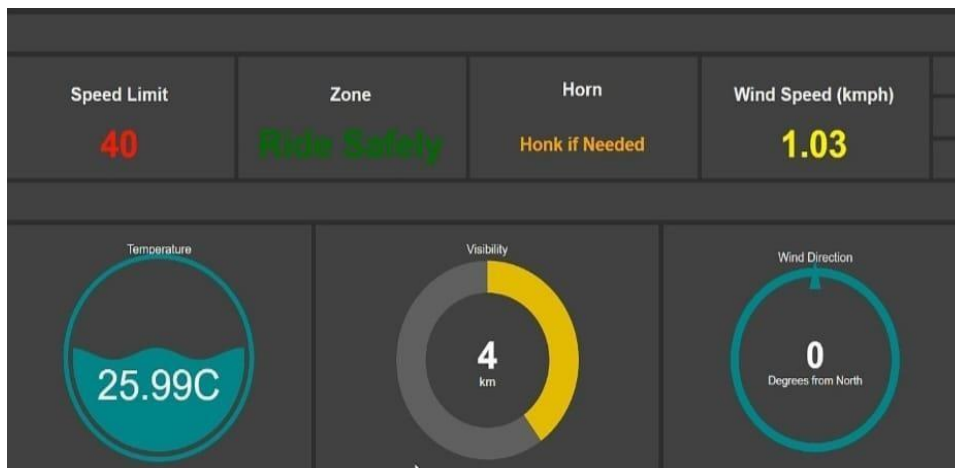 Speed Limit
40
Zone
Ride Safely
Horn
Honk if Needed
Wind Speed (kmph)
1.03
Temperature
25.99C
Visibility
4
km
Wind Direction
0
Degrees from North